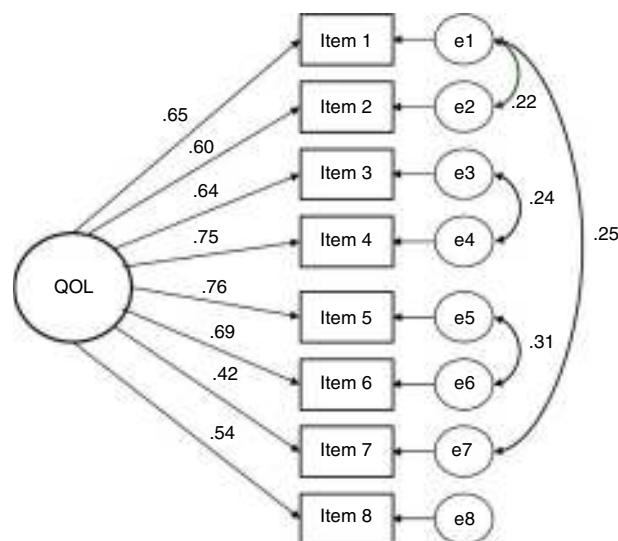 Item 1
e1
.65
Item 2
e2
.22
.60
Item 3
e3
.64
.24
.75
Item 4
e4
.25
QOL
.76
Item 5
e5
.69
.31
Item 6
e6
.42
.54
Item 7
e7
Item 8
e8